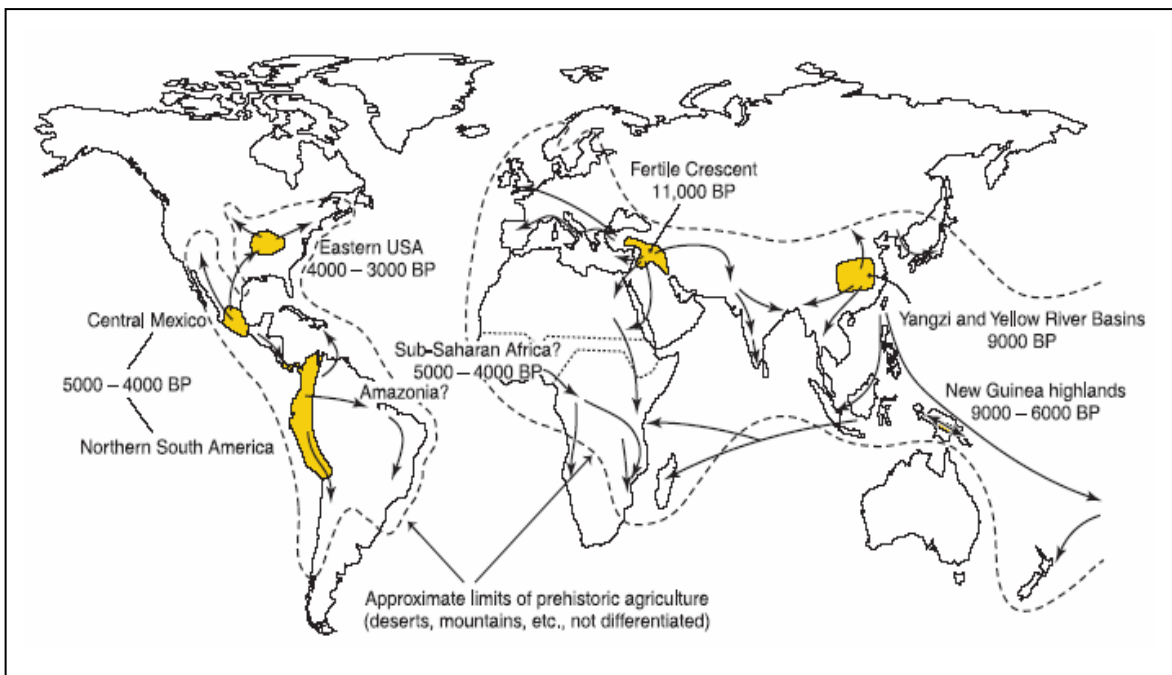 Fertile Crescent
11,000 BP
Eastern USA
4000 – 3000 BP
Central Mexico
5000 – 4000 BP
Northern South America
Amazonia?
Sub-Saharan Africa?
5000 – 4000 BP
Yangzi and Yellow River Basins
9000 BP
New Guinea highlands
9000 – 6000 BP
Approximate limits of prehistoric agriculture
(deserts, mountains, etc., not differentiated)